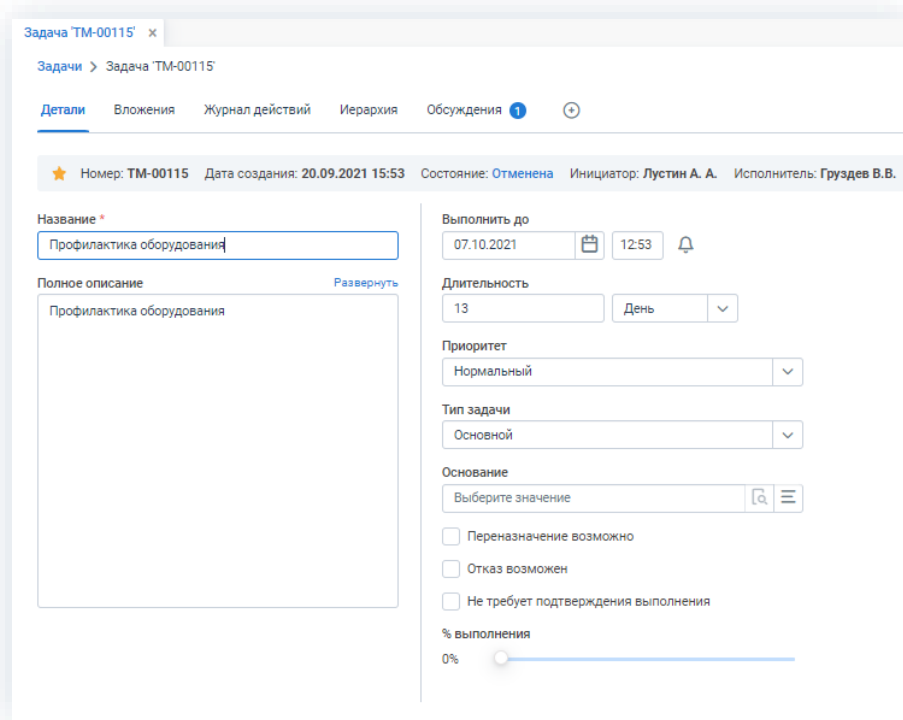 Задача 'ТМ-00115' ×
Задачи > Задача 'ТМ-00115'
Детали Вложения Журнал действий Иерархия Обсуждения 1
Номер: ТМ-00115 Дата создания: 20.09.2021 15:53 Состояние: Отменена Инициатор: Лустин А. А. Исполнитель: Груздев В.В.
Название *
Профилактика оборудования
Полное описание Развернуть
Профилактика оборудования
Выполнить до
07.10.2021 12:53
Длительность
13 День
Приоритет
Нормальный
Тип задачи
Основной
Основание
Выберите значение
Переназначение возможно
Отказ возможен
Не требует подтверждения выполнения
% выполнения
0%